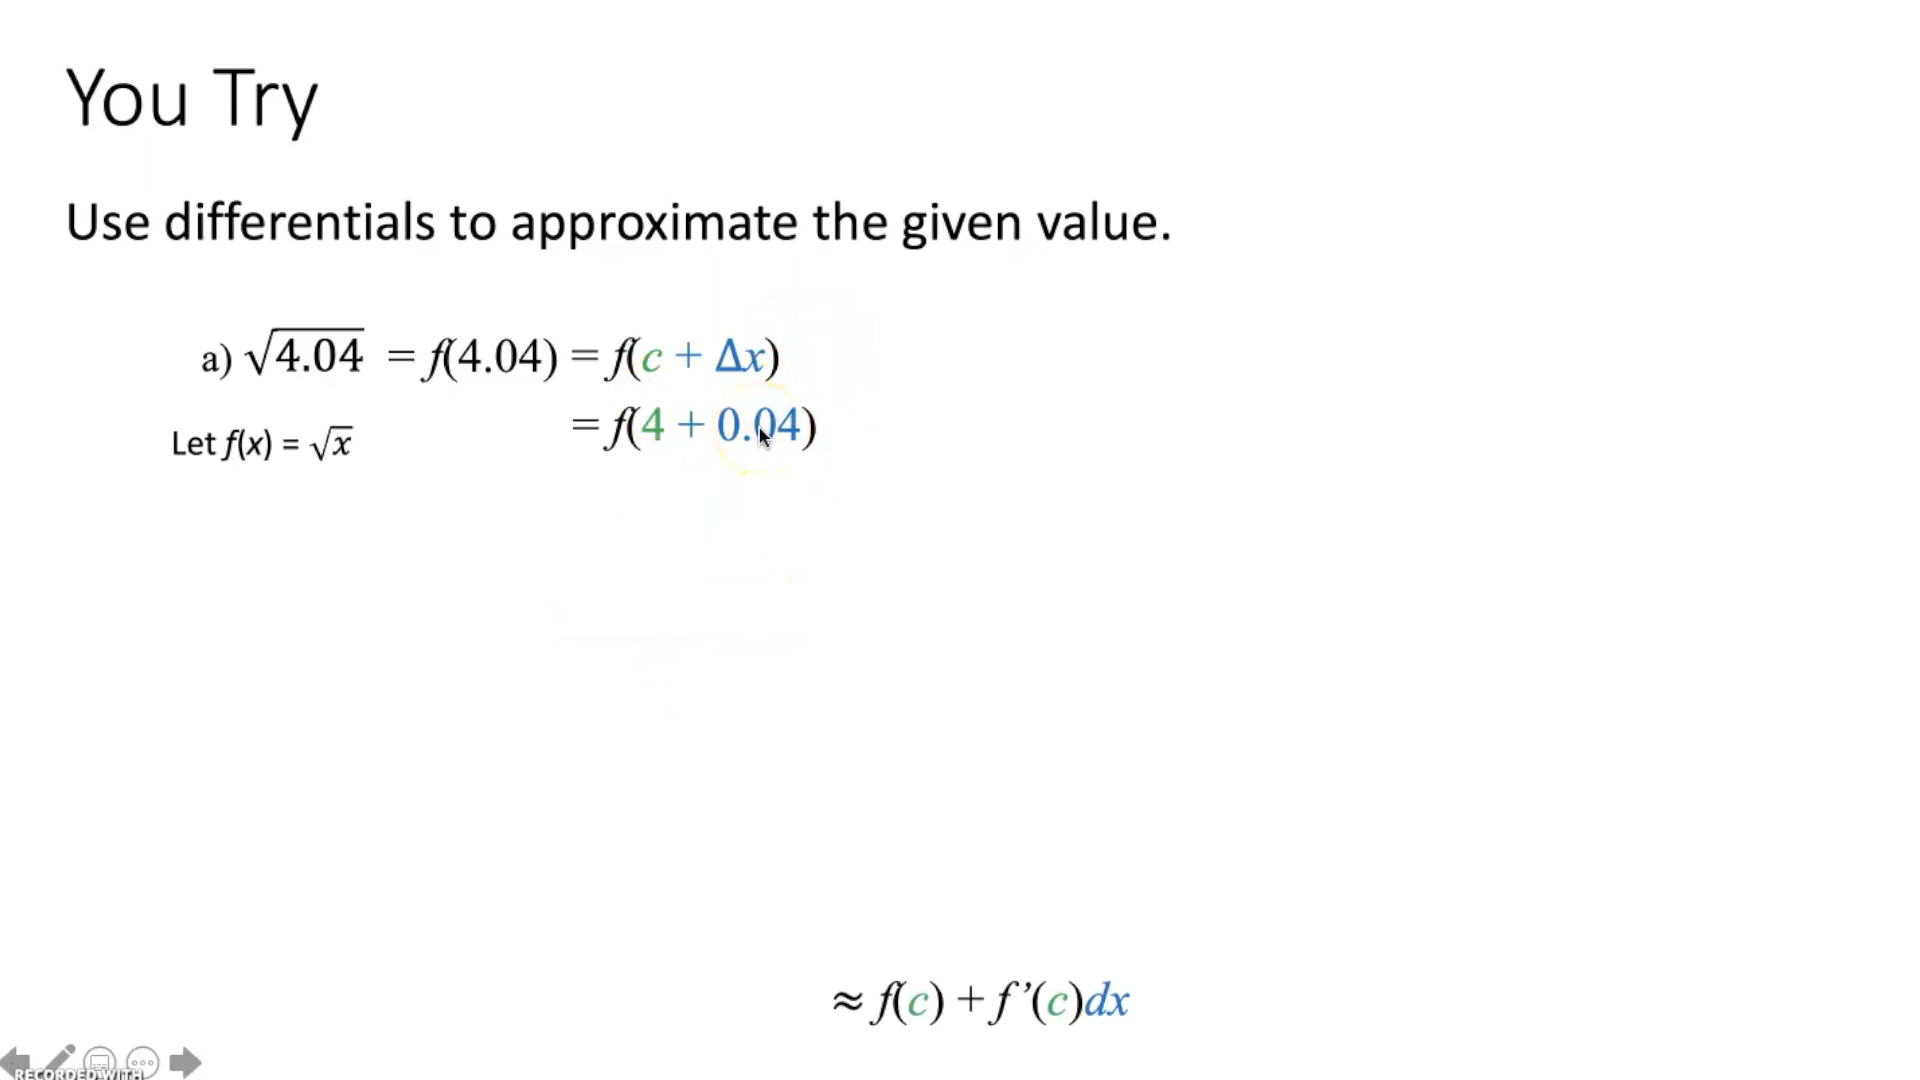 You Try
Use differentials to approximate the given value.
a) √4.04 = f(4.04) = f(c + Δx)
= f(4 + 0.04)
Let f(x) = √x
≈ f(c) + f’(c)dx
RECORDED WITH